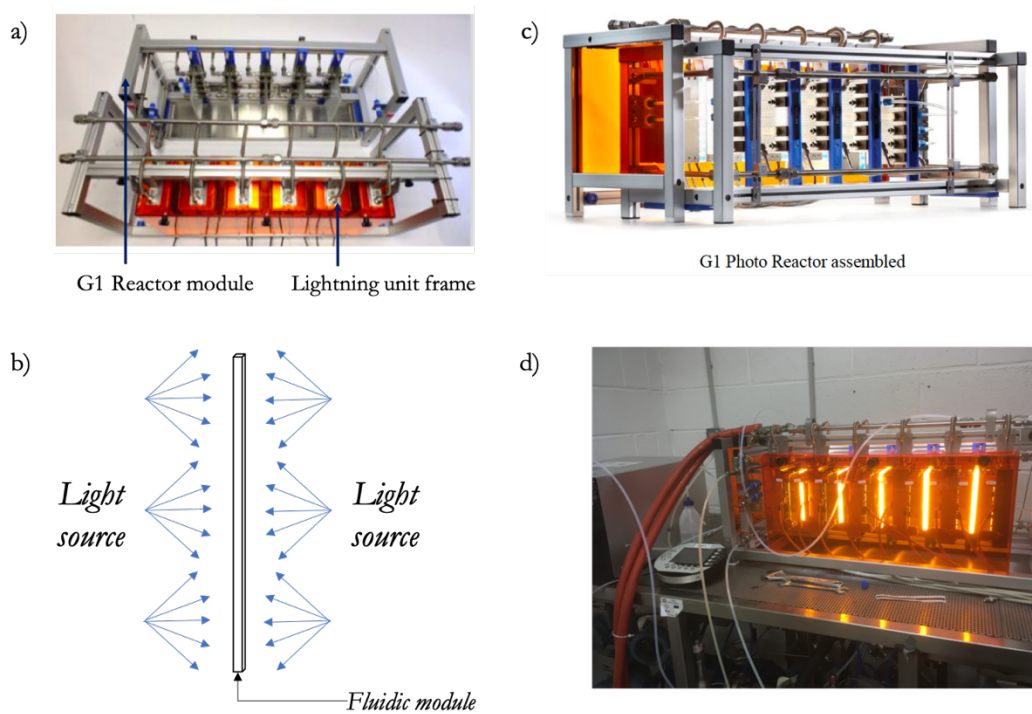 a)
G1 Reactor module
Lightning unit frame
c)
G1 Photo Reactor assembled
b)
Light
source
Light
source
Fluidic module
d)